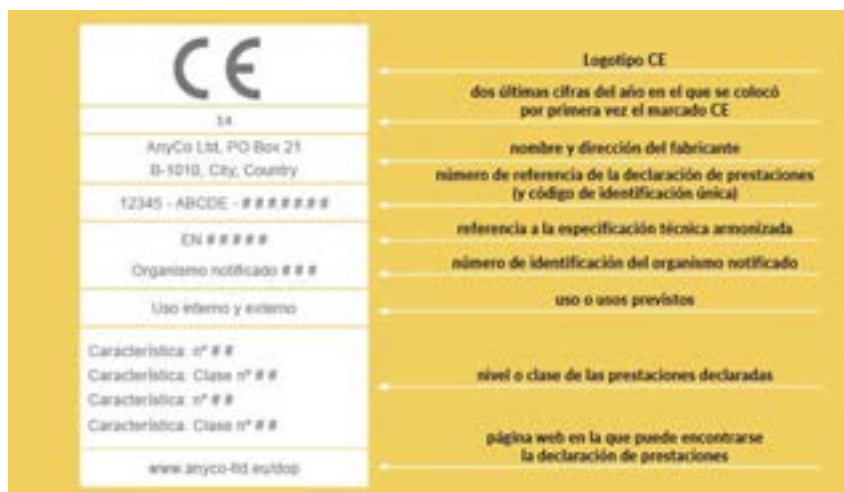 CE
Logotipo CE
dos últimas cifras del año en el que se colocó
por primera vez el marcado CE
14
AnyCo Ltd, PO Box 21
B-1010, City, Country
nombre y dirección del fabricante
12345 - ABCDE - # # # # # # #
número de referencia de la declaración de prestaciones
(y código de identificación única)
EN # # # # #
referencia a la especificación técnica armonizada
Organismo notificado # # #
número de identificación del organismo notificado
Uso interno y externo
uso o usos previstos
Característica: nº # #
Característica: Clase nº # #
Característica: nº # #
Característica: Clase nº # #
nivel o clase de las prestaciones declaradas
www.anyco-ltd.eu/dop
página web en la que puede encontrarse
la declaración de prestaciones